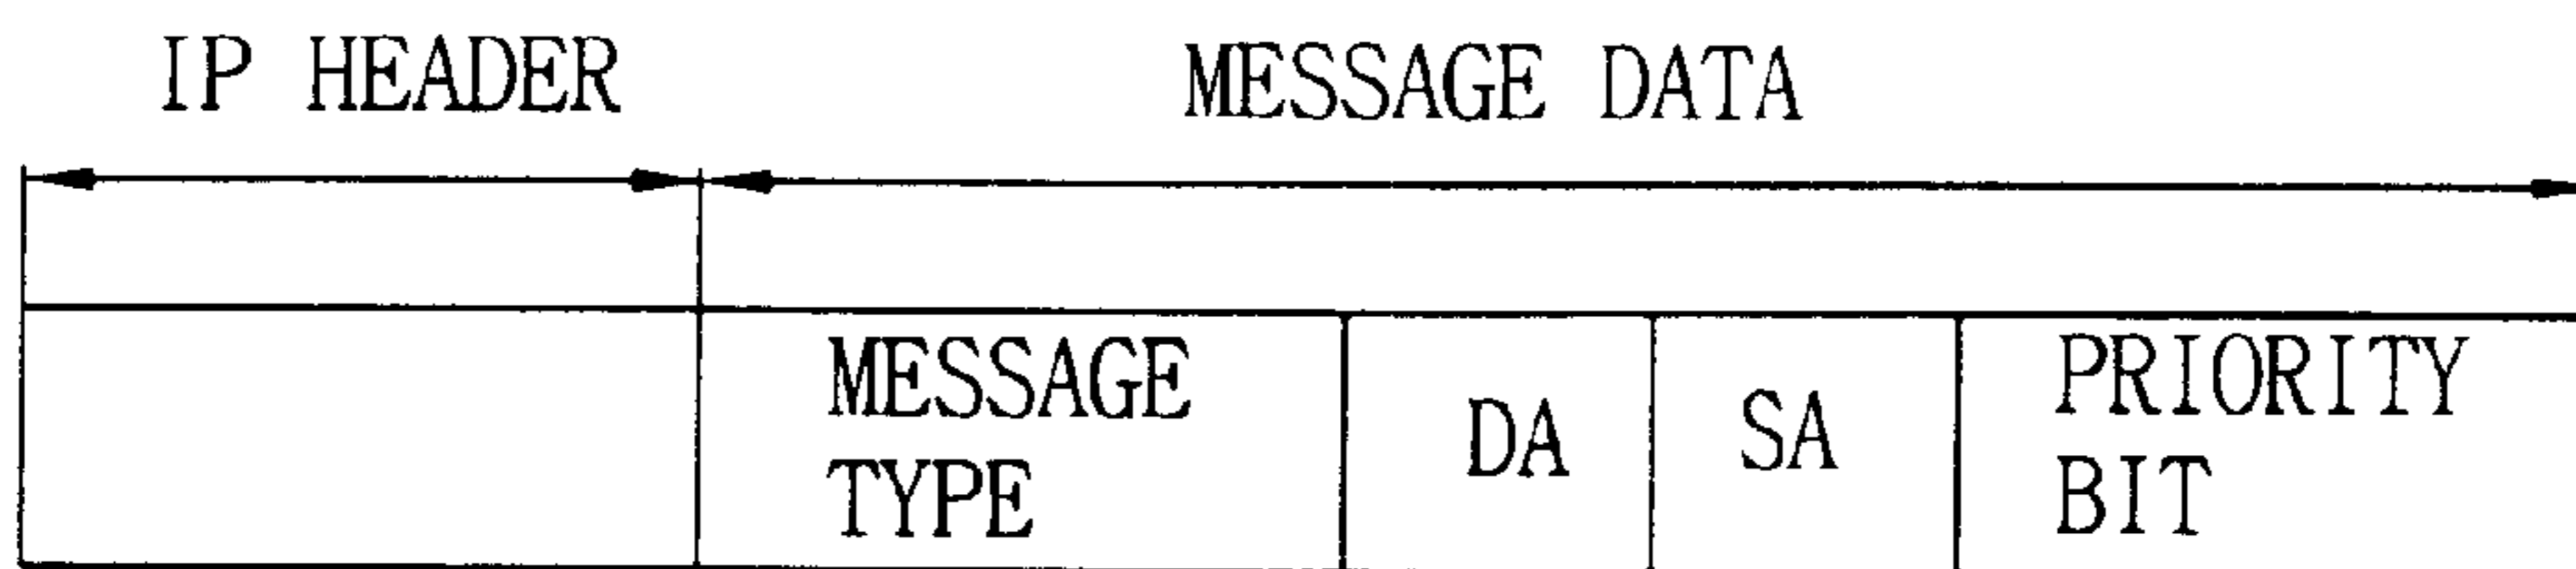 IP HEADER
MESSAGE DATA
MESSAGE
TYPE
DA
SA
PRIORITY
BIT